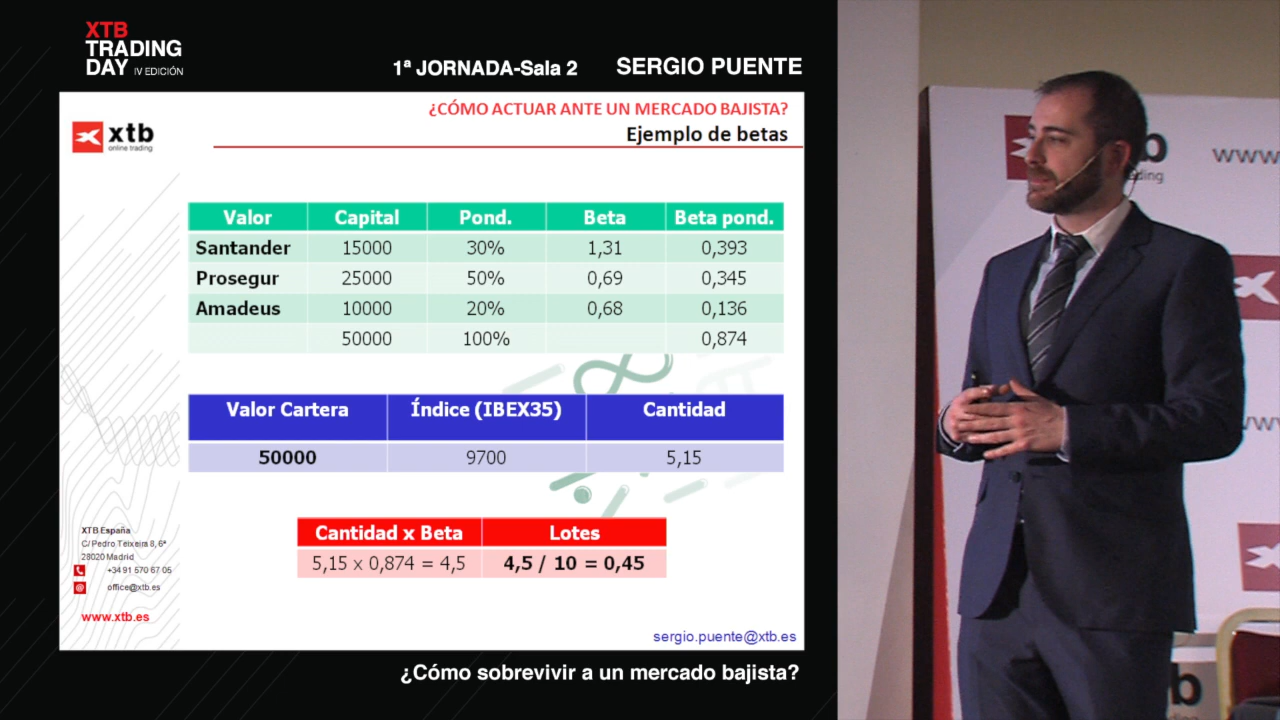 XTB
TRADING
DAY IV EDICIÓN
1ª JORNADA-Sala 2 SERGIO PUENTE
¿CÓMO ACTUAR ANTE UN MERCADO BAJISTA?
Ejemplo de betas
xtb
online trading
Valor Capital Pond. Beta Beta pond.
Santander 15000 30% 1,31 0,393
Prosegur 25000 50% 0,69 0,345
Amadeus 10000 20% 0,68 0,136
50000 100% 0,874
Valor Cartera Índice (IBEX35) Cantidad
50000 9700 5,15
Cantidad x Beta Lotes
5,15 x 0,874 = 4,5 4,5 / 10 = 0,45
XTB España
C/ Pedro Teixeira 8, 6ª
28020 Madrid
+34 91 570 67 05
office@xtb.es
www.xtb.es
sergio.puente@xtb.es
¿Cómo sobrevivir a un mercado bajista?
www